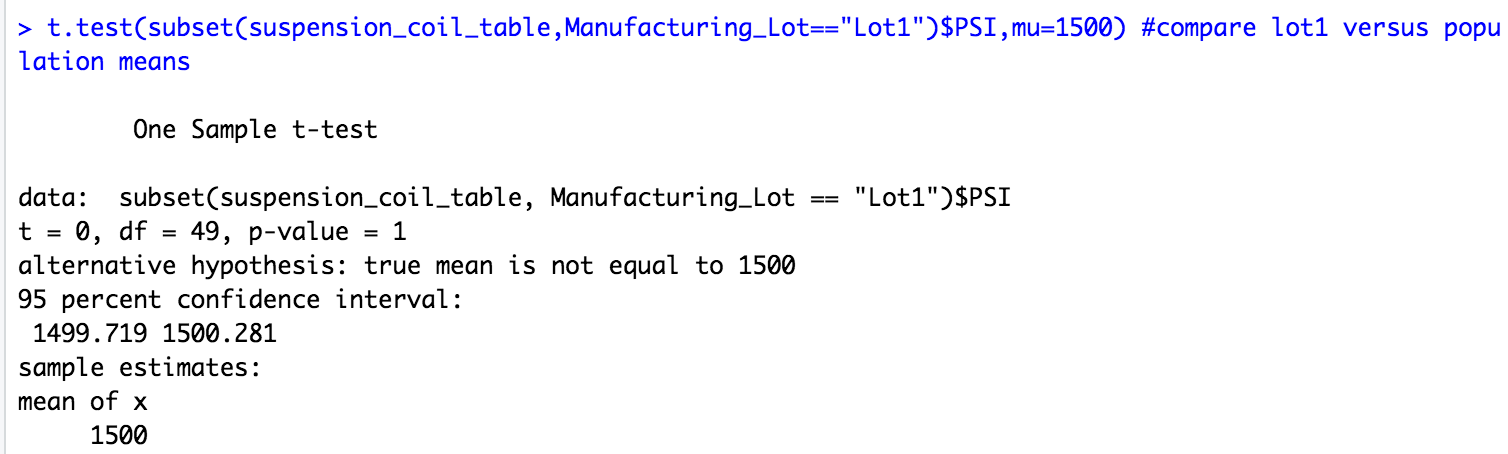 > t.test(subset(suspension_coil_table,Manufacturing_Lot=="Lot1")$PSI,mu=1500) #compare lot1 versus popu
lation means
One Sample t-test
data:  subset(suspension_coil_table, Manufacturing_Lot == "Lot1")$PSI
t = 0, df = 49, p-value = 1
alternative hypothesis: true mean is not equal to 1500
95 percent confidence interval:
1499.719 1500.281
sample estimates:
mean of x
1500